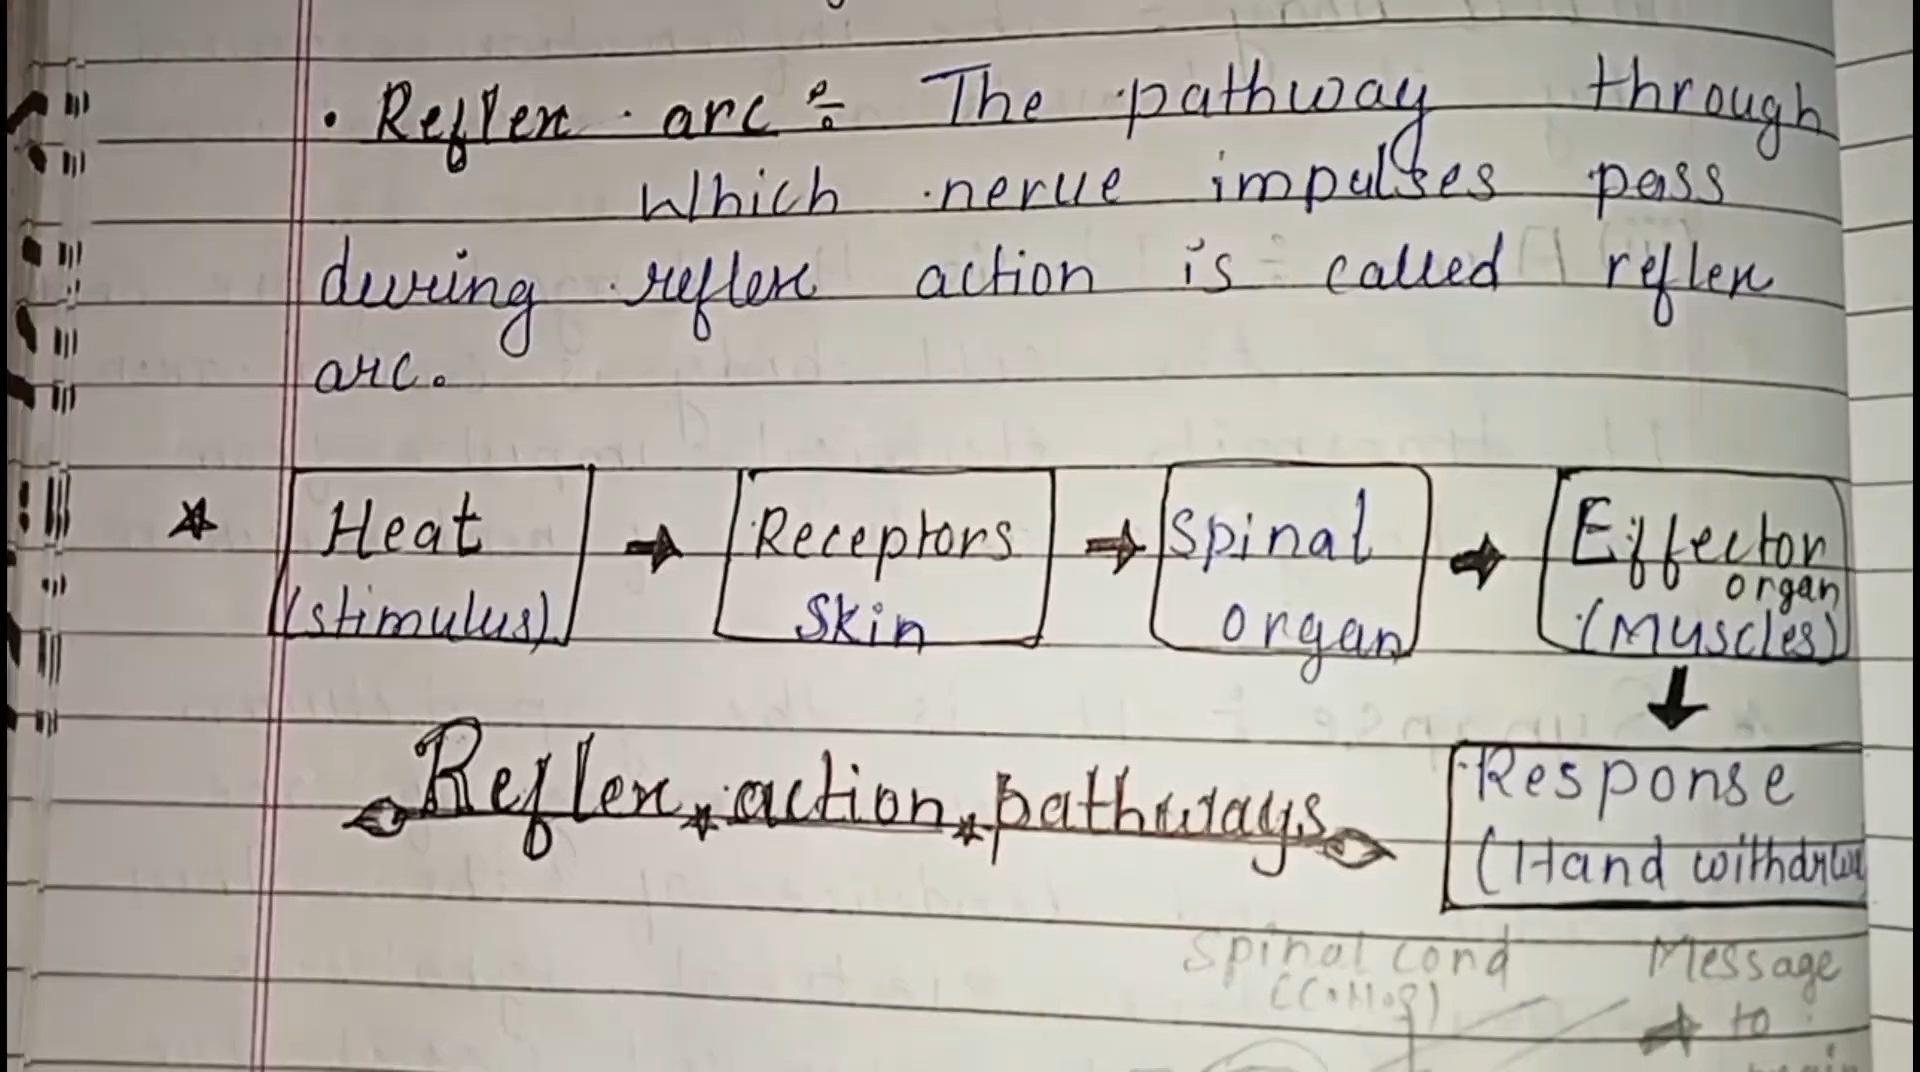 • Reflex arc :- The pathway through
which nerve impulses pass
during reflex action is called reflex
arc.
Heat → Receptors → Spinal → Effector
organ
(stimulus) Skin organ (Muscles)
Reflex action pathways
Response
(Hand withdraw
Spinal cord Message
→ to